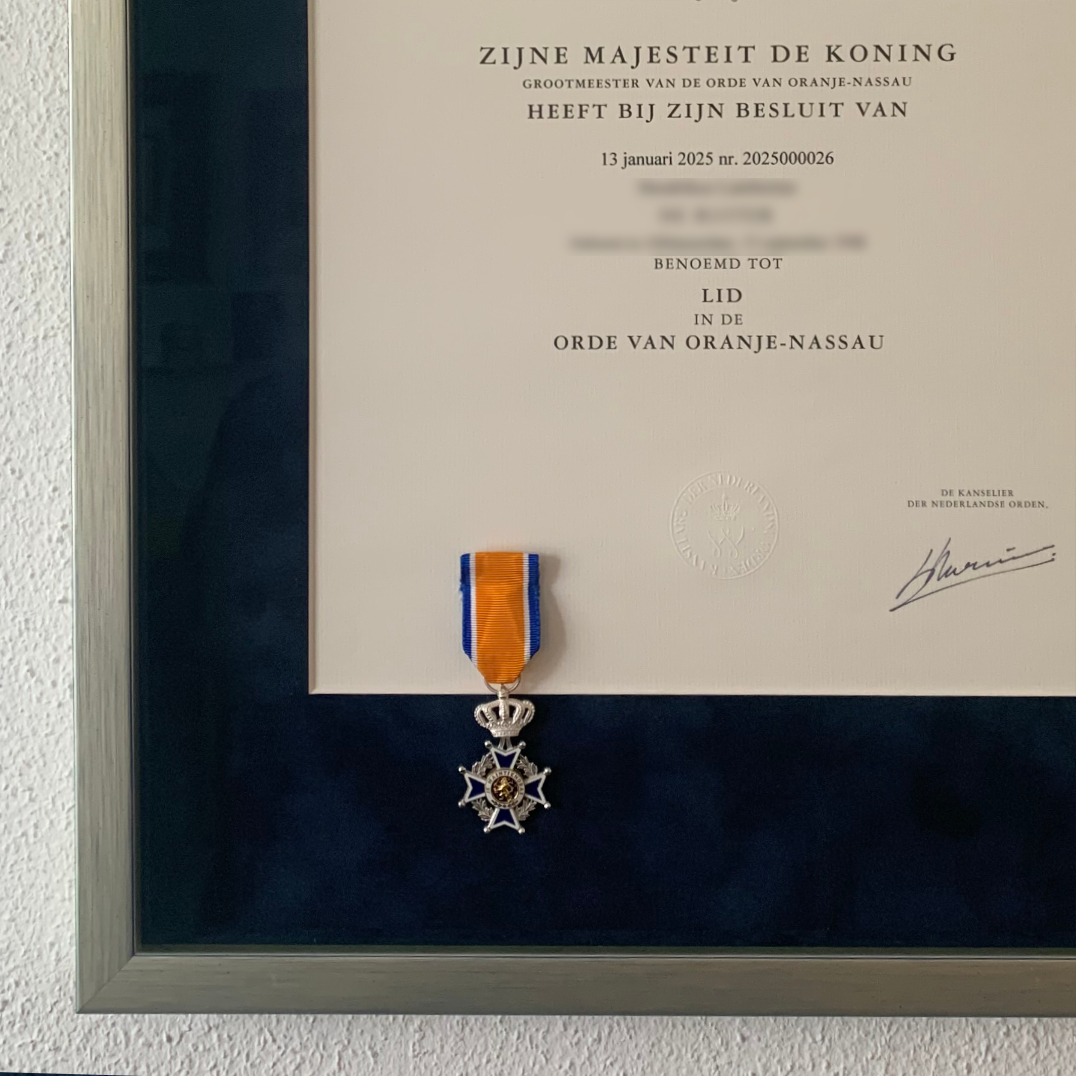 ZIJNE MAJESTEIT DE KONING
GROOTMEESTER VAN DE ORDE VAN ORANJE-NASSAU
HEEFT BIJ ZIJN BESLUIT VAN
13 januari 2025 nr. 2025000026
BENOEMD TOT
LID
IN DE
ORDE VAN ORANJE-NASSAU
DE KANSELIER
DER NEDERLANDSE ORDEN,